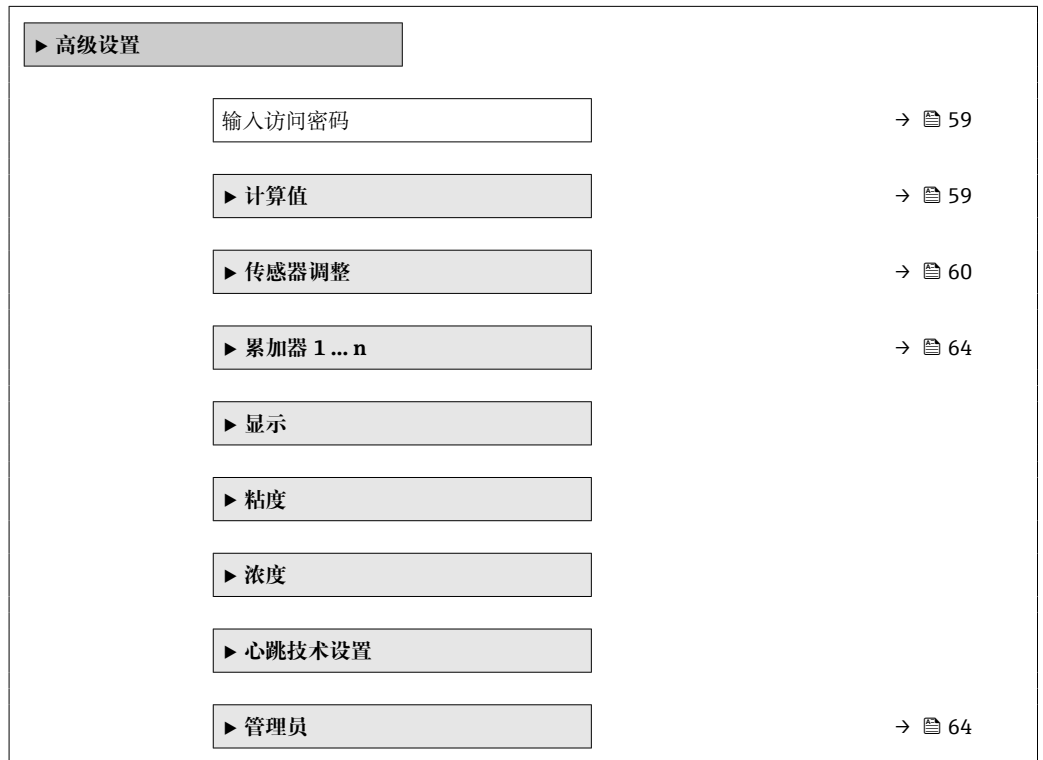 ▶ 高级设置
输入访问密码 → 59
▶ 计算值 → 59
▶ 传感器调整 → 60
▶ 累加器 1 … n → 64
▶ 显示
▶ 粘度
▶ 浓度
▶ 心跳技术设置
▶ 管理员 → 64